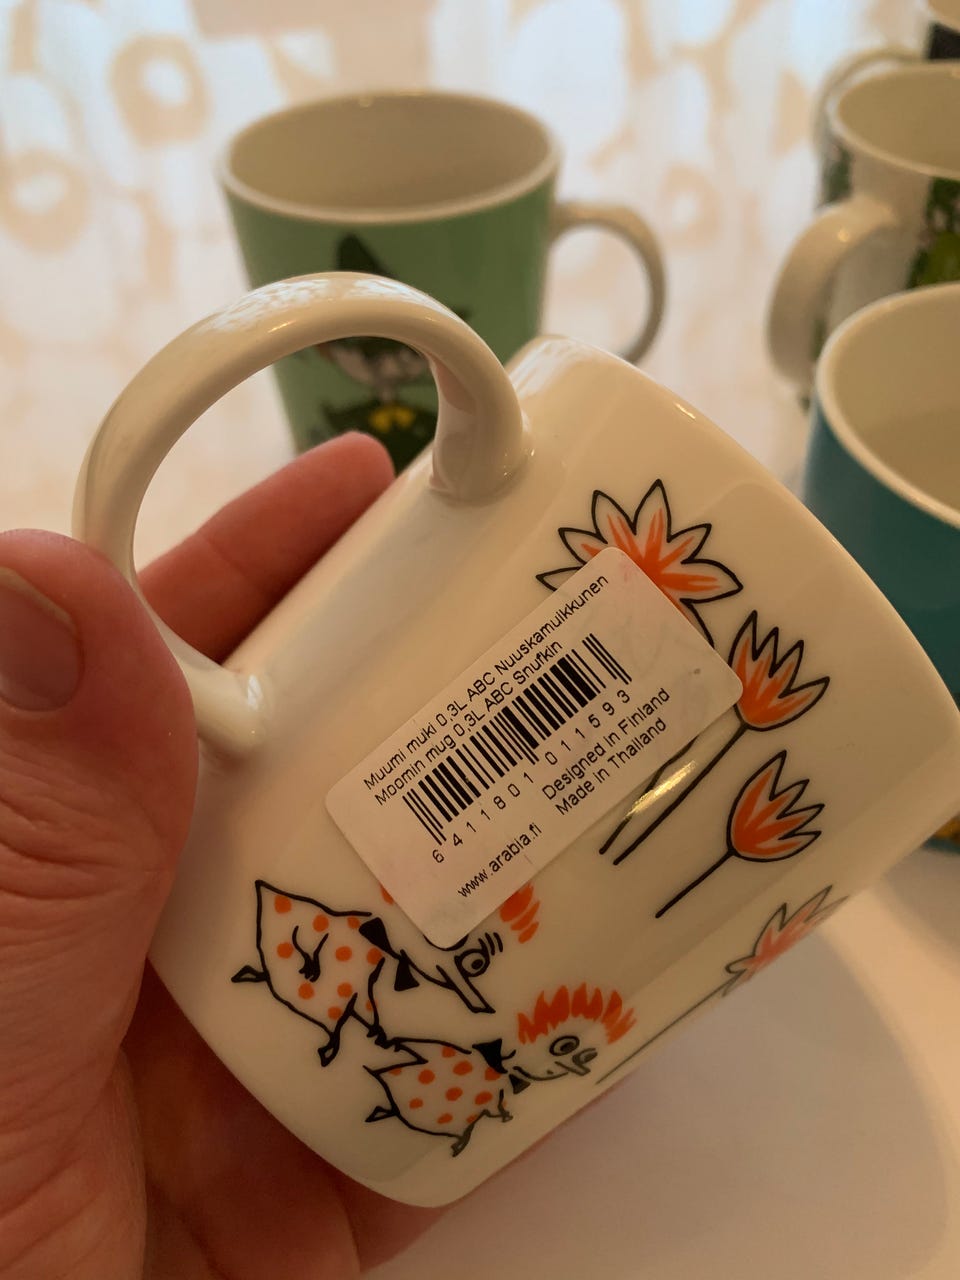 Muumi muki 0,3L ABC Nuuskamuikkunen
Moomin mug 0,3L ABC Snufkin
6 411801 011593
Designed in Finland
www.arabia.fi Made in Thailand